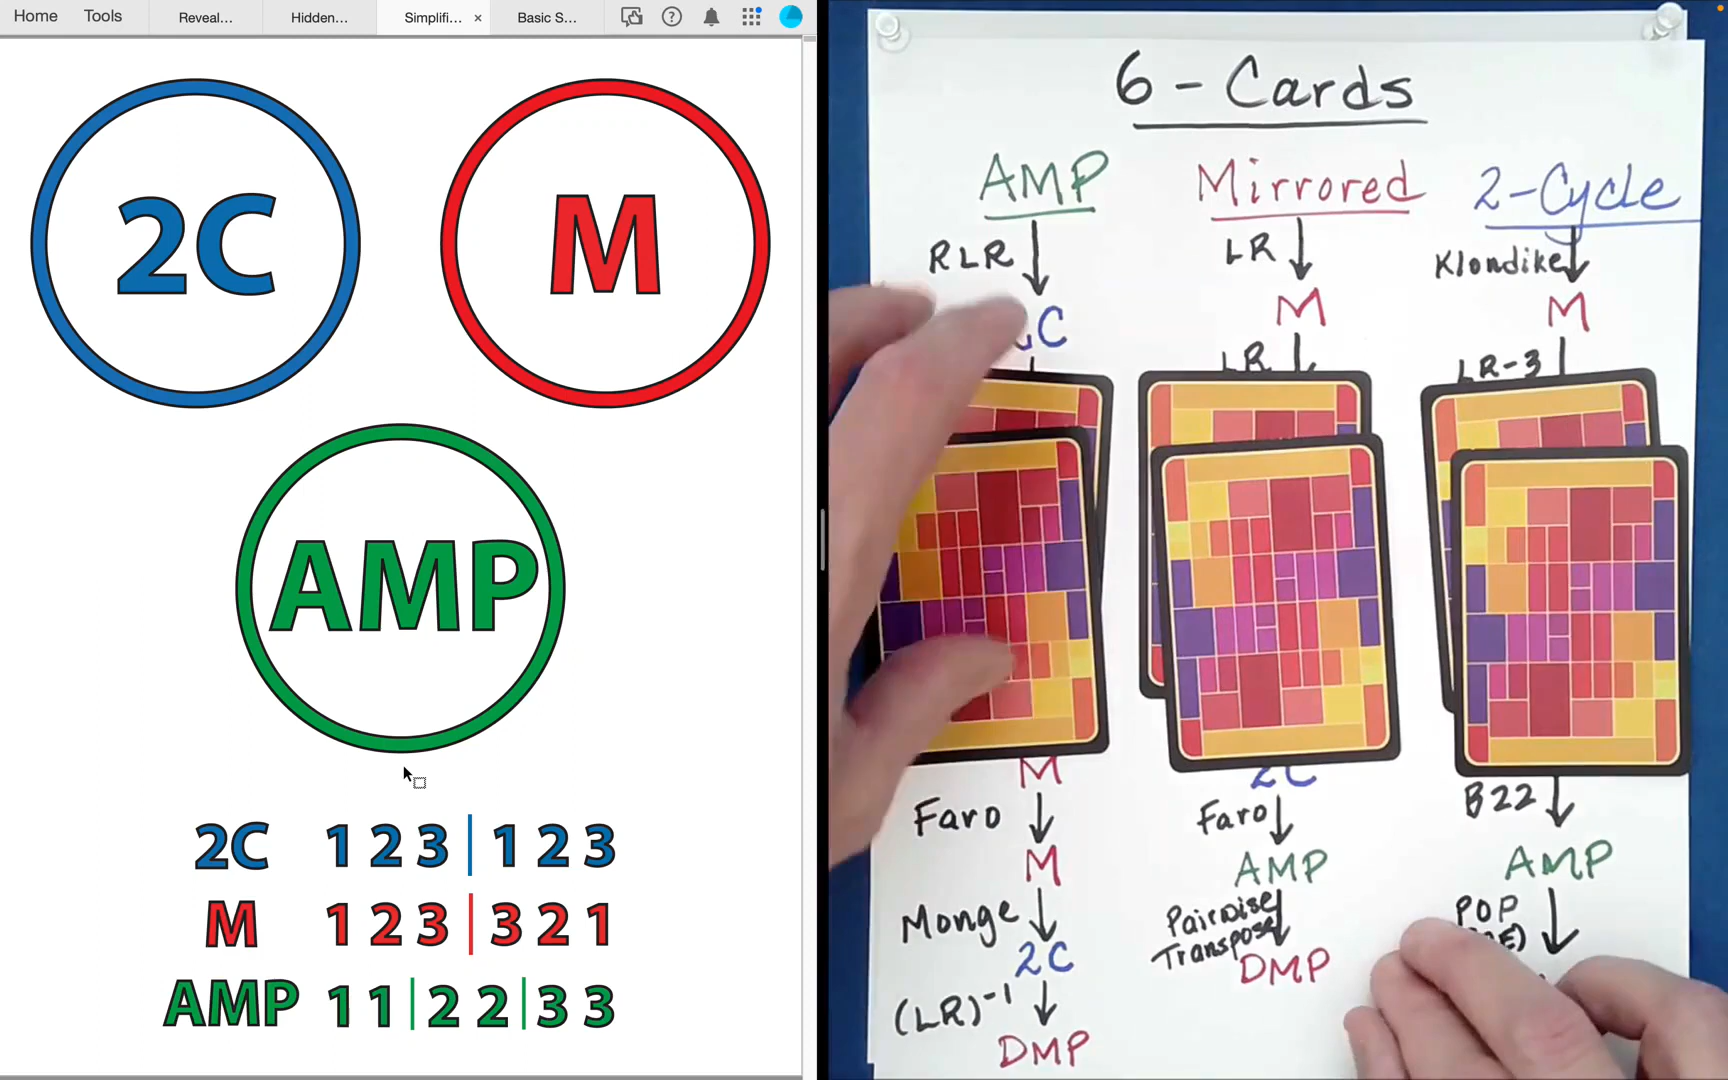 Home Tools Reveal... Hidden... Simplifi... × Basic S...
?
2C
M
AMP
2C 1 2 3 | 1 2 3
M 1 2 3 | 3 2 1
AMP 1 1 | 2 2 | 3 3
6 - Cards
AMP Mirrored 2-Cycle
RLR LR Klondike
C M M
LR LR-3
M 2C B22
Faro Faro
M AMP AMP
Monge Pairwise POP
Transpose
2C DMP
(LR)⁻¹
DMP